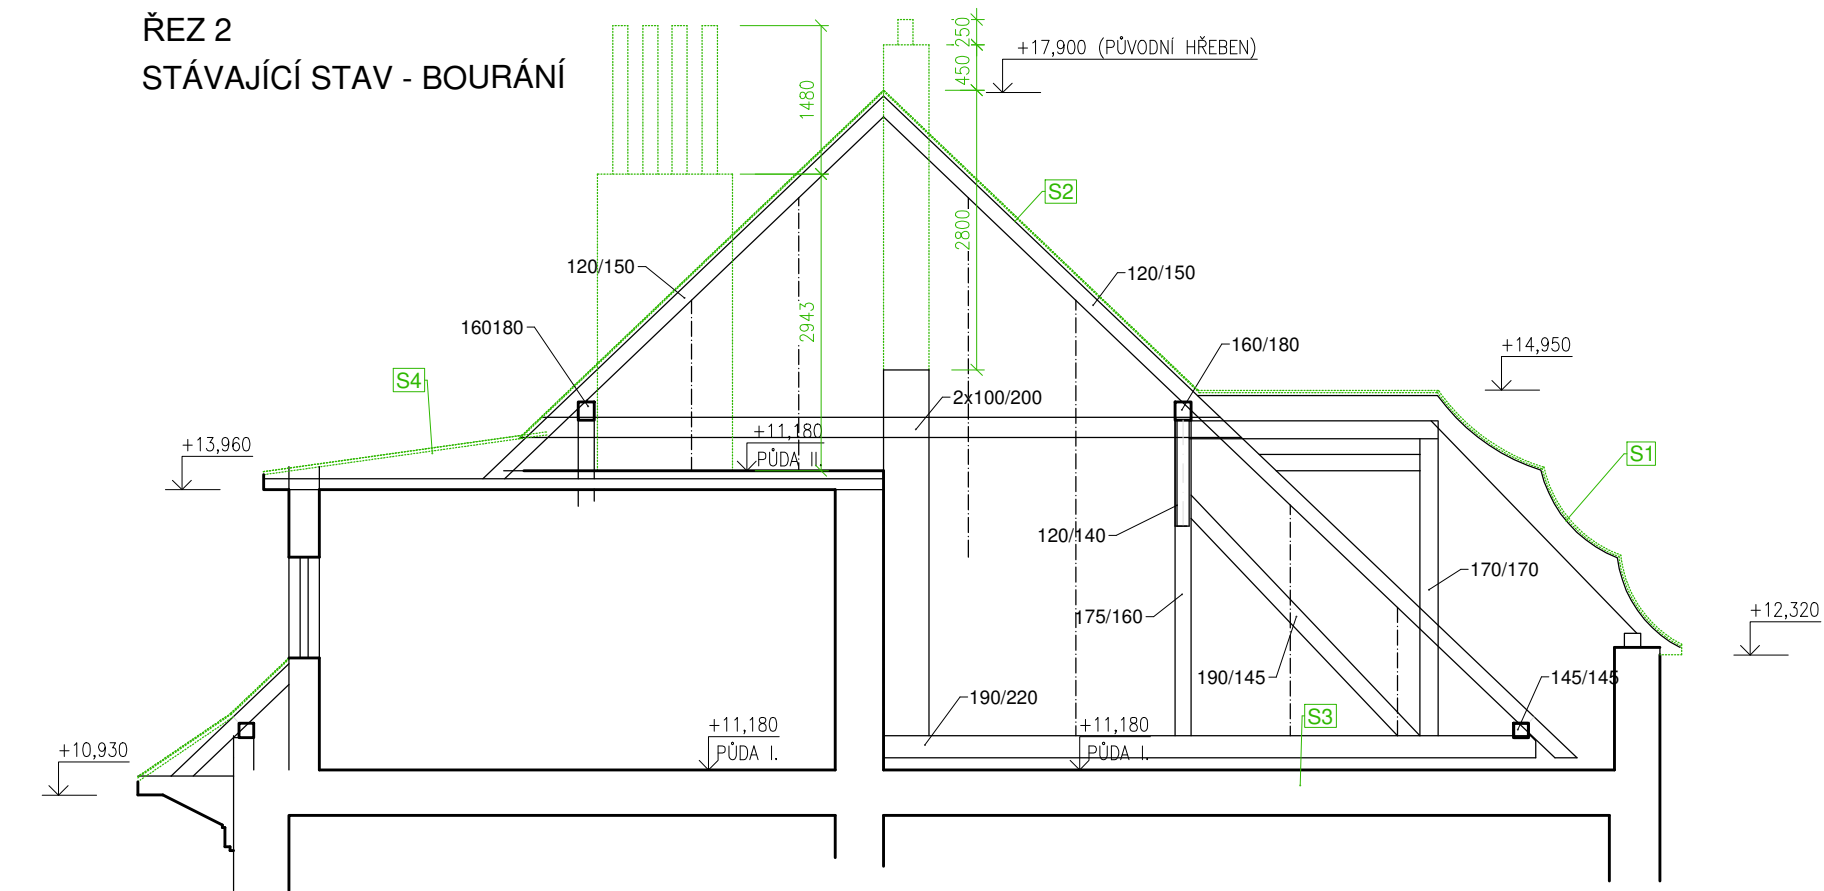 ŘEZ 2
STÁVAJÍCÍ STAV - BOURÁNÍ
250
+17,900 (PŮVODNÍ HŘEBEN)
450
1480
S2
2800
120/150
120/150
2943
160180
160/180
+14,950
S4
2x100/200
+13,960
+11,180
PŮDA II.
S1
120/140
170/170
175/160
+12,320
190/145
145/145
190/220
S3
+11,180
PŮDA I.
+11,180
PŮDA I.
+10,930